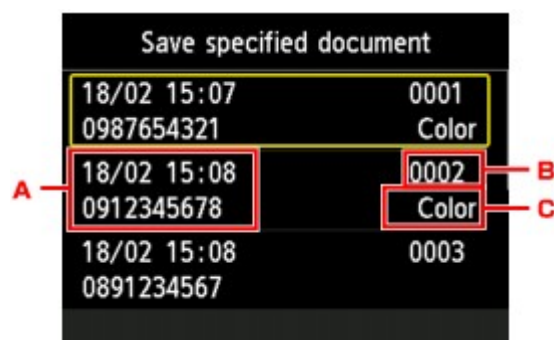 Save specified document
18/02 15:07 0001
0987654321 Color
18/02 15:08 0002
0912345678 Color
18/02 15:08 0003
0891234567
A
B
C